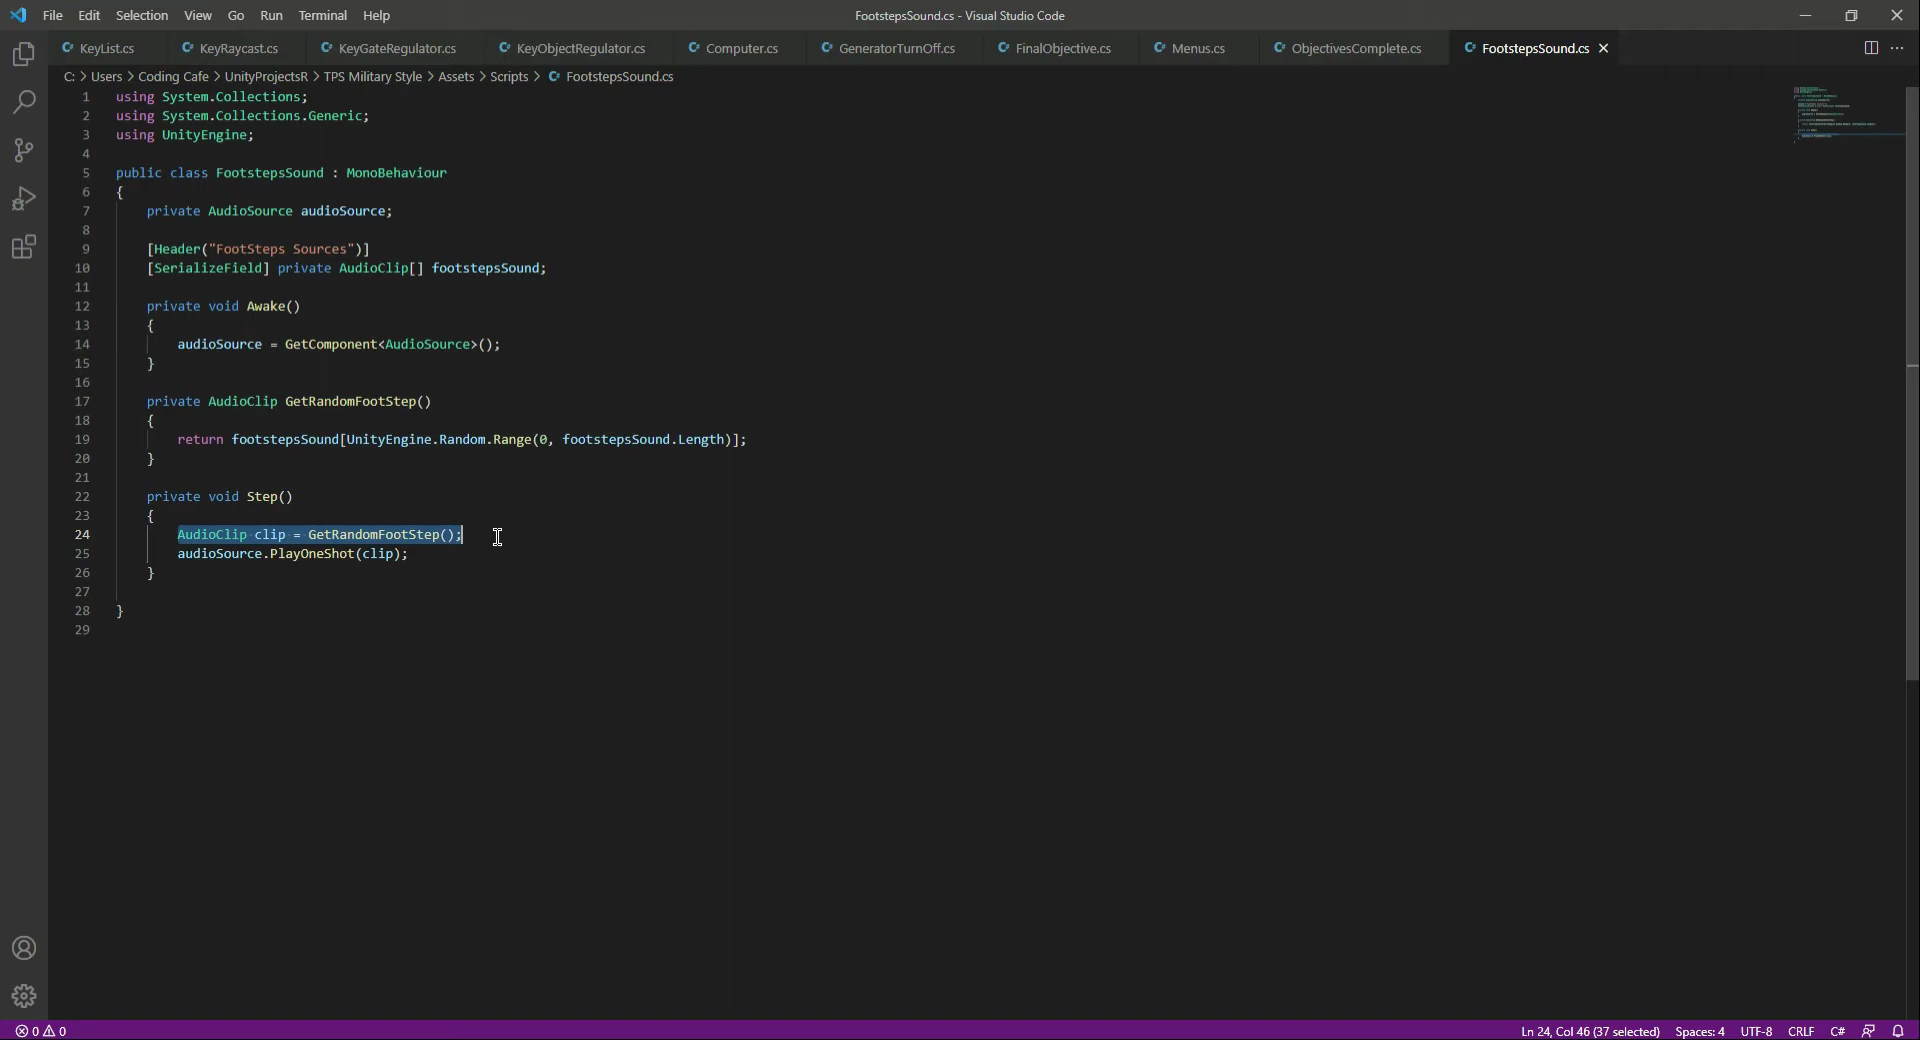 File Edit Selection View Go Run Terminal Help FootstepsSound.cs - Visual Studio Code
KeyList.cs KeyRaycast.cs KeyGateRegulator.cs KeyObjectRegulator.cs Computer.cs GeneratorTurnOff.cs FinalObjective.cs Menus.cs ObjectivesComplete.cs FootstepsSound.cs
C: > Users > Coding Cafe > UnityProjectsR > TPS Military Style > Assets > Scripts > FootstepsSound.cs
1 using System.Collections;
2 using System.Collections.Generic;
3 using UnityEngine;
4
5 public class FootstepsSound : MonoBehaviour
6 {
7 private AudioSource audioSource;
8
9 [Header("FootSteps Sources")]
10 [SerializeField] private AudioClip[] footstepsSound;
11
12 private void Awake()
13 {
14 audioSource = GetComponent<AudioSource>();
15 }
16
17 private AudioClip GetRandomFootStep()
18 {
19 return footstepsSound[UnityEngine.Random.Range(0, footstepsSound.Length)];
20 }
21
22 private void Step()
23 {
24 AudioClip clip = GetRandomFootStep();
25 audioSource.PlayOneShot(clip);
26 }
27
28 }
29
0 0 Ln 24, Col 46 (37 selected) Spaces: 4 UTF-8 CRLF C#